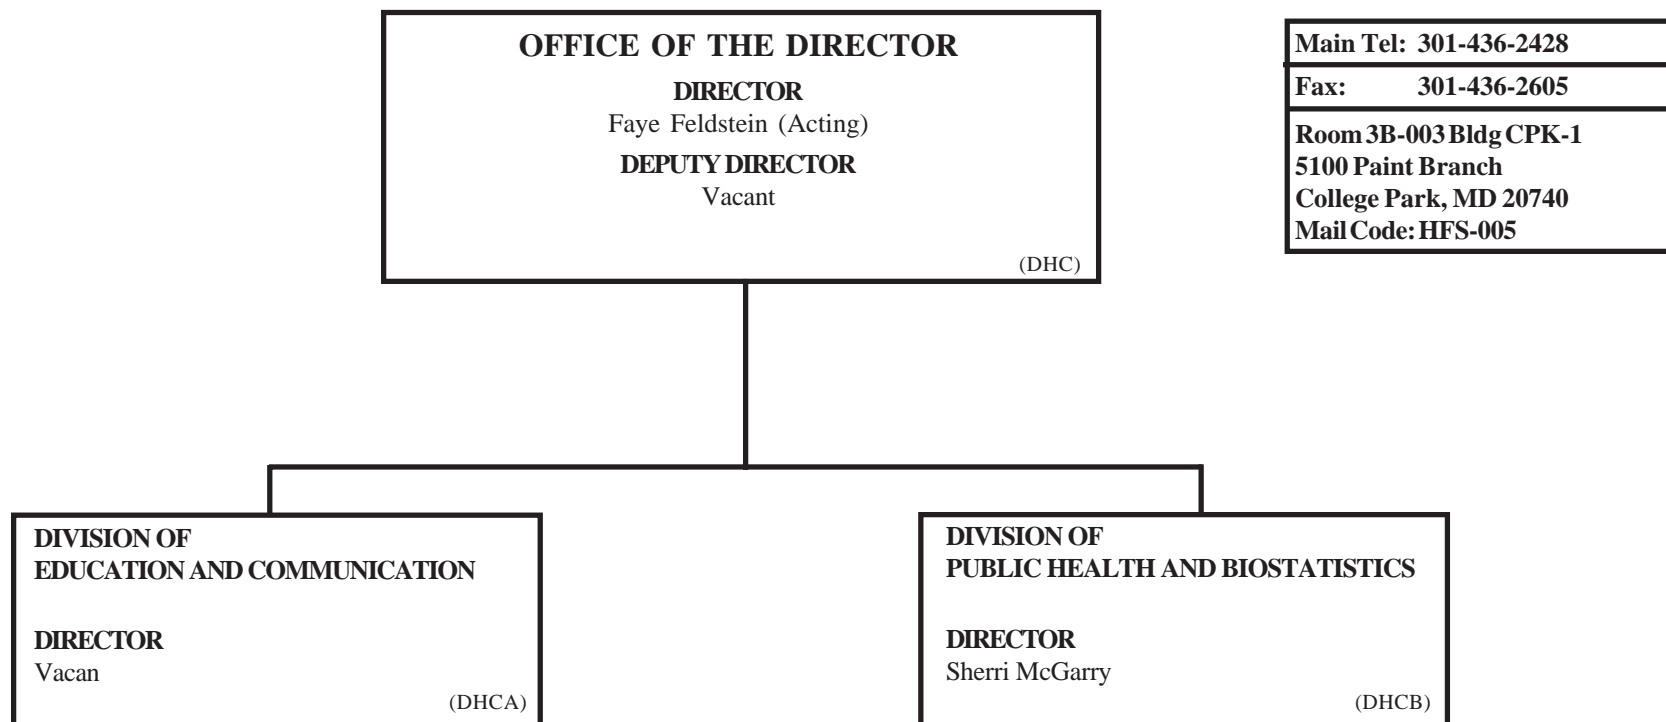 OFFICE OF THE DIRECTOR
DIRECTOR
Faye Feldstein (Acting)
DEPUTY DIRECTOR
Vacant
(DHC)
Main Tel: 301-436-2428
Fax: 301-436-2605
Room 3B-003 Bldg CPK-1
5100 Paint Branch
College Park, MD 20740
Mail Code: HFS-005
DIVISION OF
EDUCATION AND COMMUNICATION
DIRECTOR
Vacan
(DHCA)
DIVISION OF
PUBLIC HEALTH AND BIOSTATISTICS
DIRECTOR
Sherri McGarry
(DHCB)